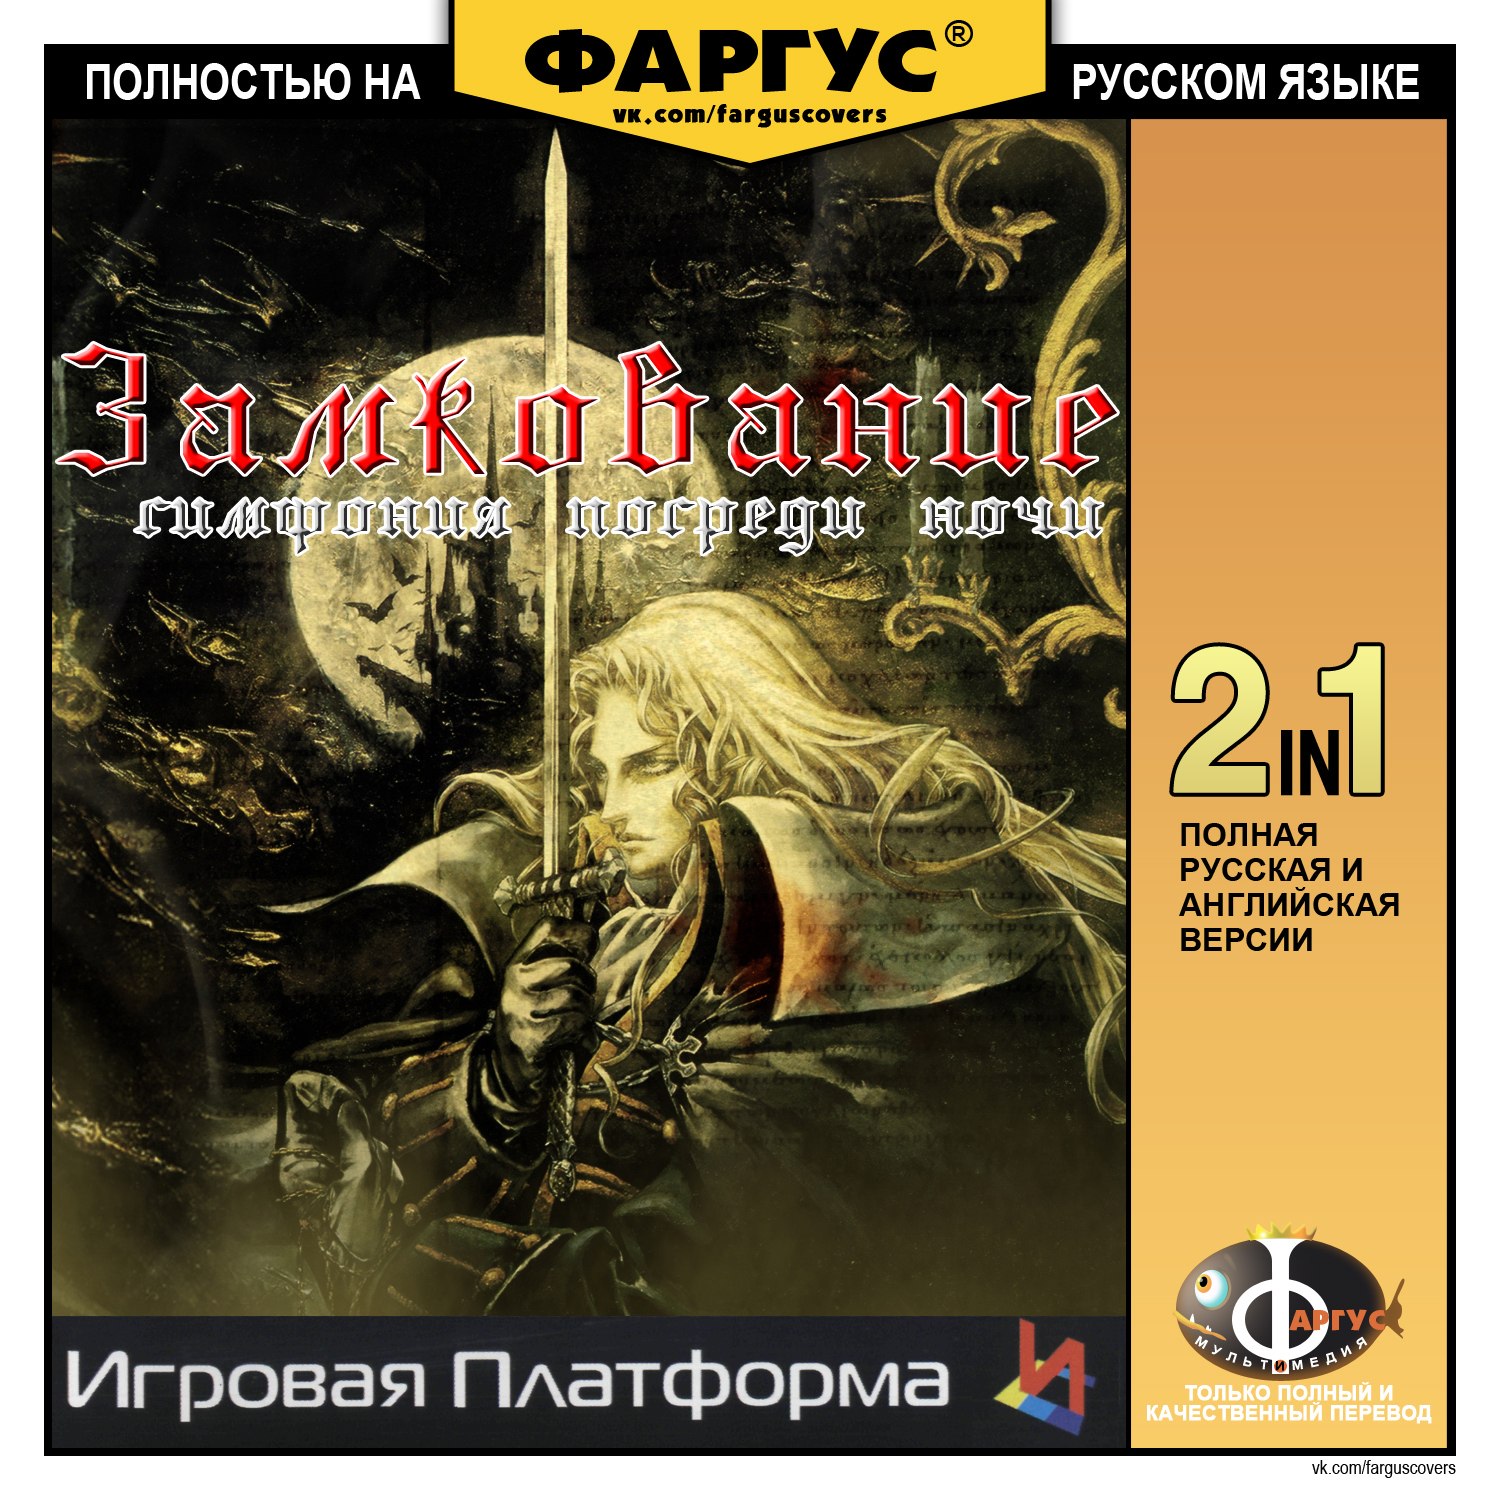 ФАРГУС®
vk.com/farguscovers
ПОЛНОСТЬЮ НА
РУССКОМ ЯЗЫКЕ
Замкование
симфония посреди ночи
2IN1
ПОЛНАЯ
РУССКАЯ И
АНГЛИЙСКАЯ
ВЕРСИИ
ФАРГУС
МУЛЬТИМЕДИЯ
ТОЛЬКО ПОЛНЫЙ И
КАЧЕСТВЕННЫЙ ПЕРЕВОД
Игровая Платформа
И
vk.com/farguscovers